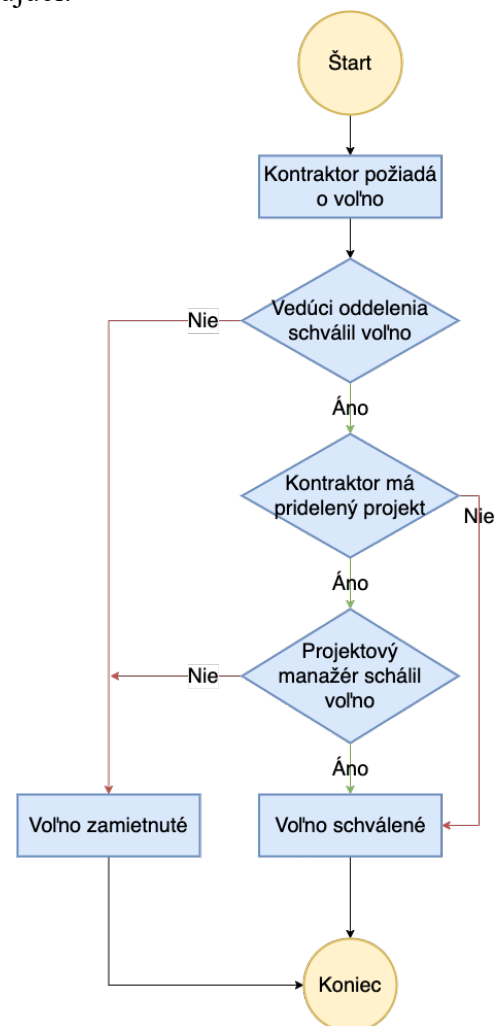 Štart
Kontraktor požiadá
o voľno
Vedúci oddelenia
schválil voľno
Nie
Áno
Kontraktor má
pridelený projekt
Nie
Áno
Projektový
manažér schálil
voľno
Nie
Áno
Voľno zamietnuté
Voľno schválené
Koniec